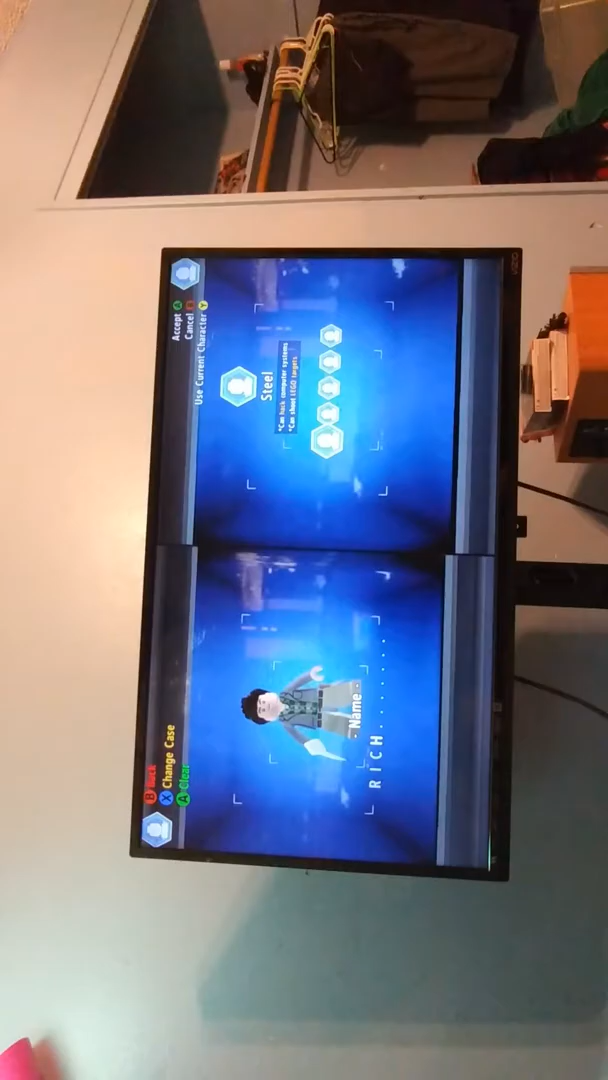 B Back
X Change Case
A Clear
- Name -
R I C H . . . . . . . .
Accept A
Cancel B
Use Current Character Y
Steel
*Can hack computer systems
*Can shoot LEGO targets
VIZIO